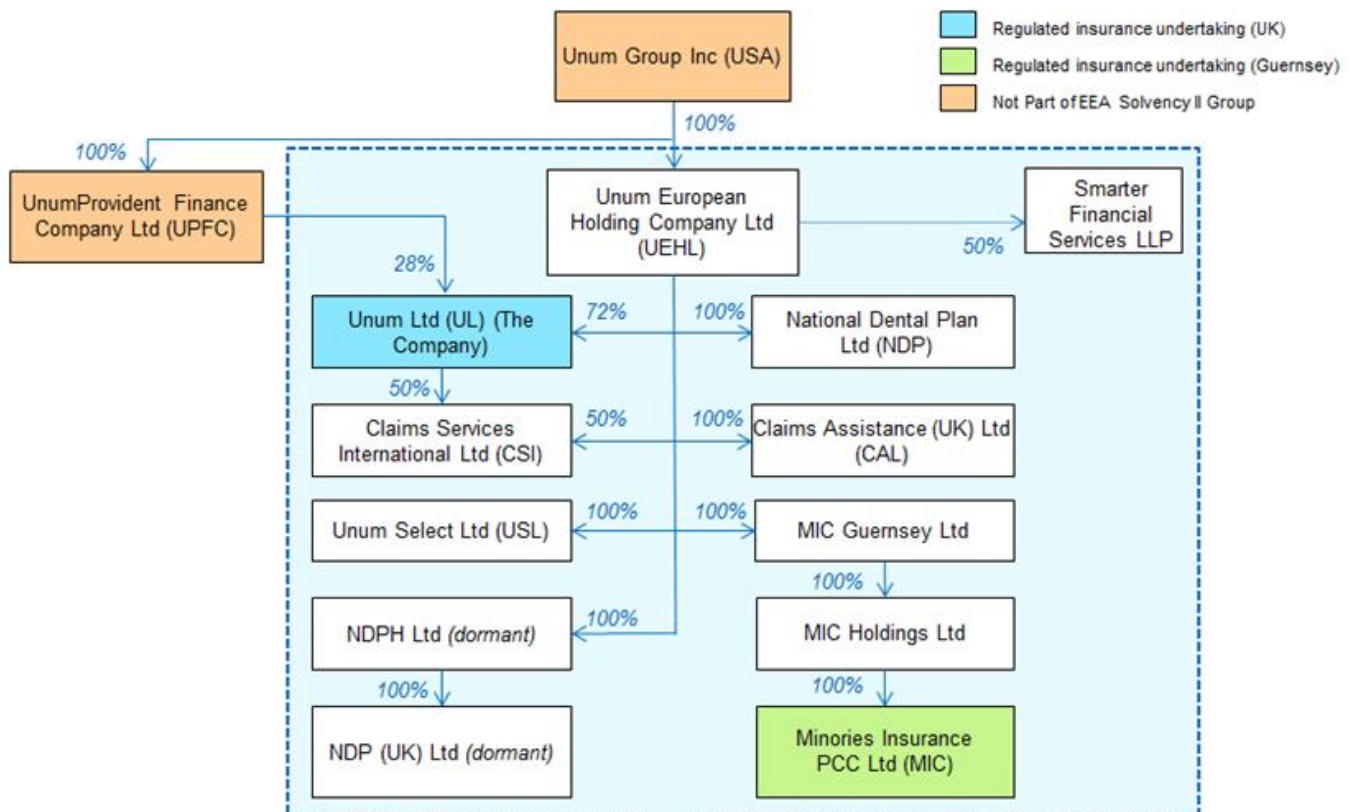 Unum Group Inc (USA)
Regulated insurance undertaking (UK)
Regulated insurance undertaking (Guernsey)
Not Part of EEA Solvency II Group
100%
100%
UnumProvident Finance
Company Ltd (UPFC)
Unum European
Holding Company Ltd
(UEHL)
Smarter
Financial
Services LLP
50%
28%
Unum Ltd (UL) (The
Company)
72%
100%
National Dental Plan
Ltd (NDP)
50%
Claims Services
International Ltd (CSI)
50%
100%
Claims Assistance (UK) Ltd
(CAL)
Unum Select Ltd (USL)
100%
100%
MIC Guernsey Ltd
100%
NDPH Ltd (dormant)
100%
MIC Holdings Ltd
100%
100%
NDP (UK) Ltd (dormant)
Minories Insurance
PCC Ltd (MIC)